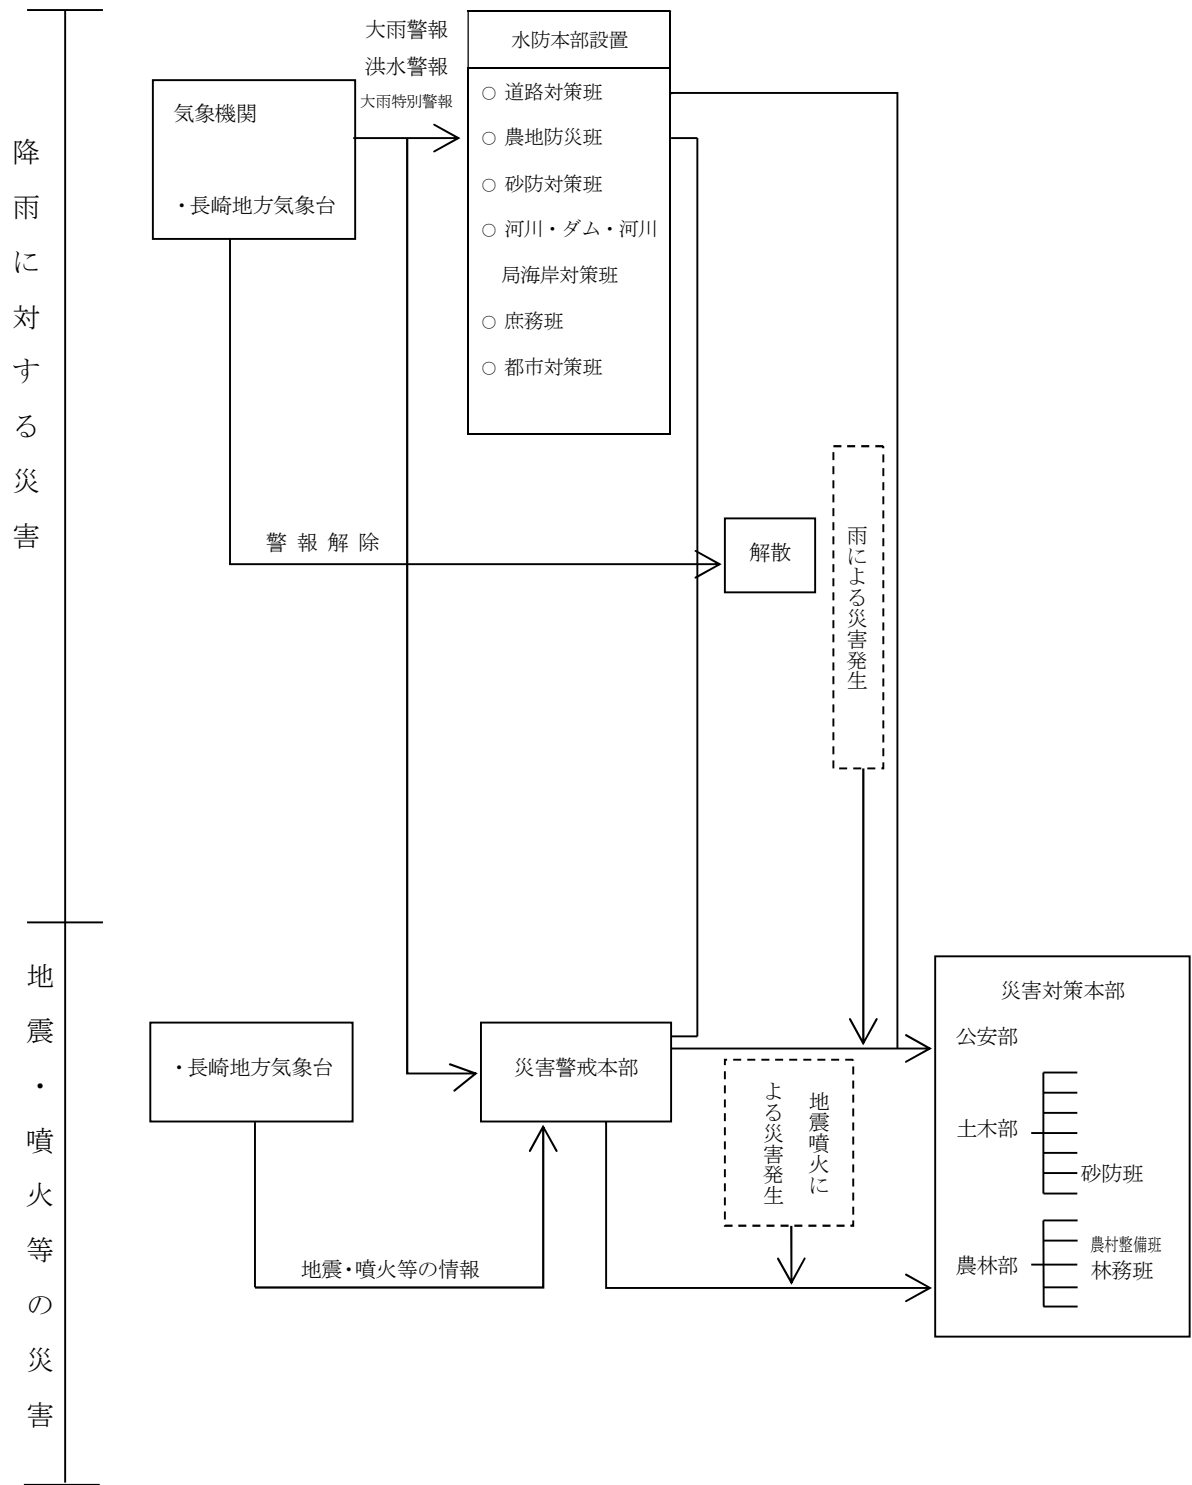 降雨に対する災害
大雨警報
洪水警報
大雨特別警報
気象機関
・長崎地方気象台
水防本部設置
○ 道路対策班
○ 農地防災班
○ 砂防対策班
○ 河川・ダム・河川
局海岸対策班
○ 庶務班
○ 都市対策班
警報解除
解散
雨による災害発生
地震・噴火等の災害
・長崎地方気象台
災害警戒本部
地震・噴火等の情報
地震噴火に
よる災害発生
災害対策本部
公安部
土木部
砂防班
農林部
農村整備班
林務班